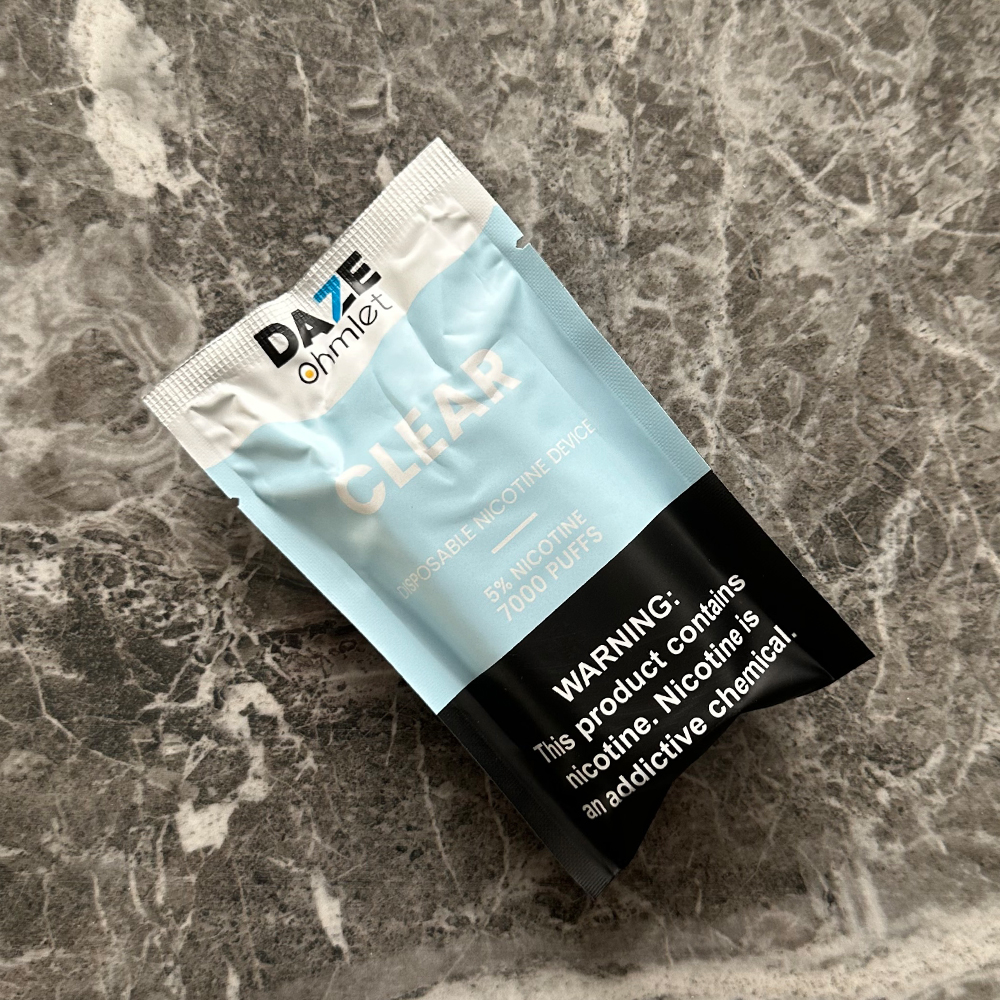 DAZE
ohmlet
CLEAR
DISPOSABLE NICOTINE DEVICE
5% NICOTINE
7000 PUFFS
WARNING:
This product contains
nicotine. Nicotine is
an addictive chemical.